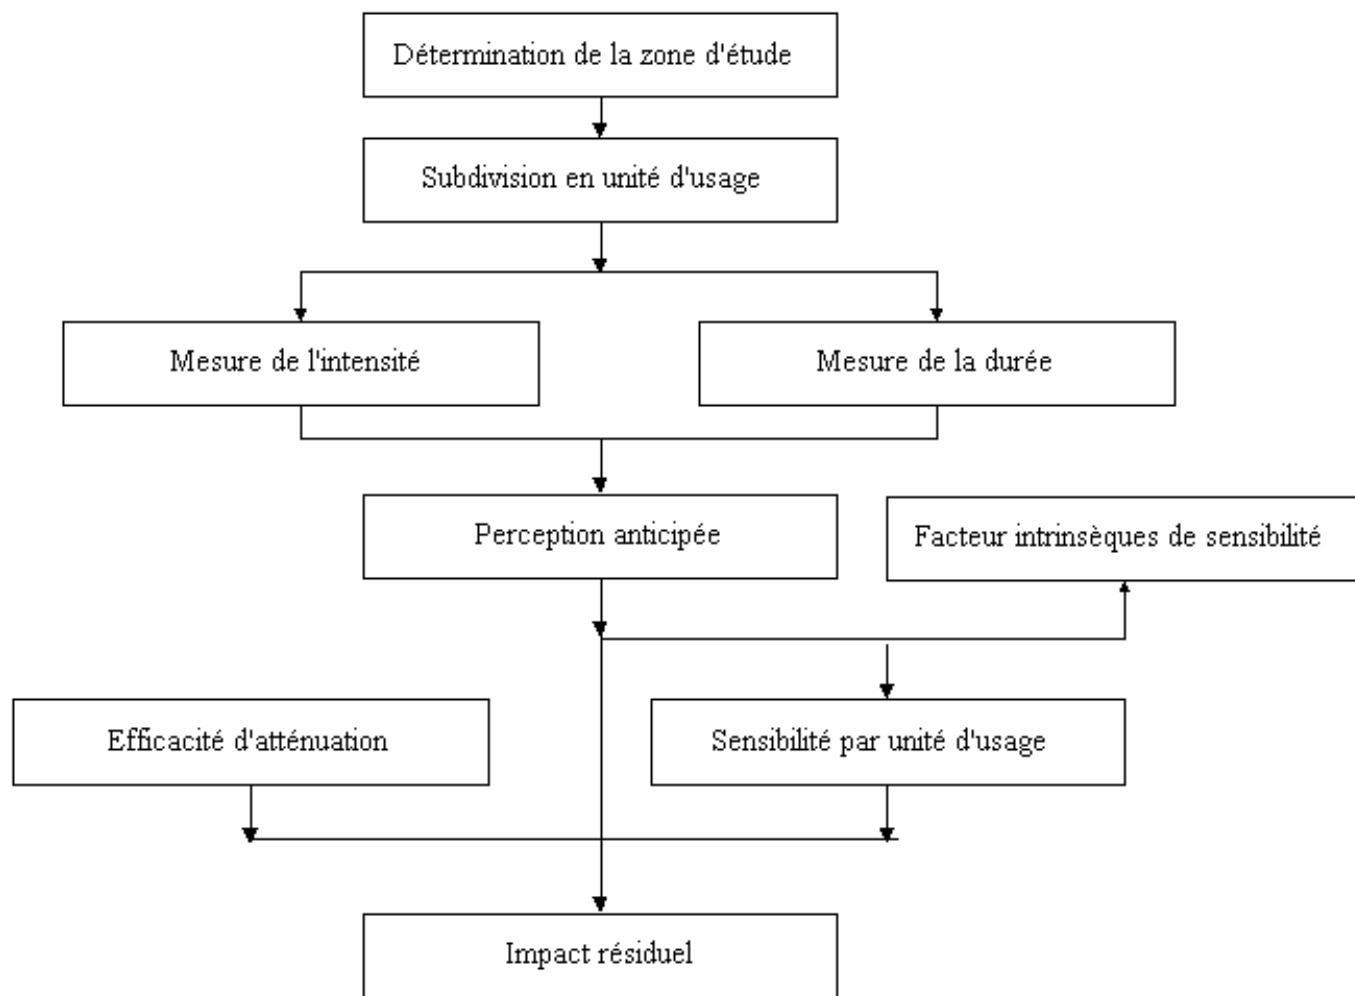 Détermination de la zone d'étude
Subdivision en unité d'usage
Mesure de l'intensité
Mesure de la durée
Perception anticipée
Facteur intrinsèques de sensibilité
Efficacité d'atténuation
Sensibilité par unité d'usage
Impact résiduel